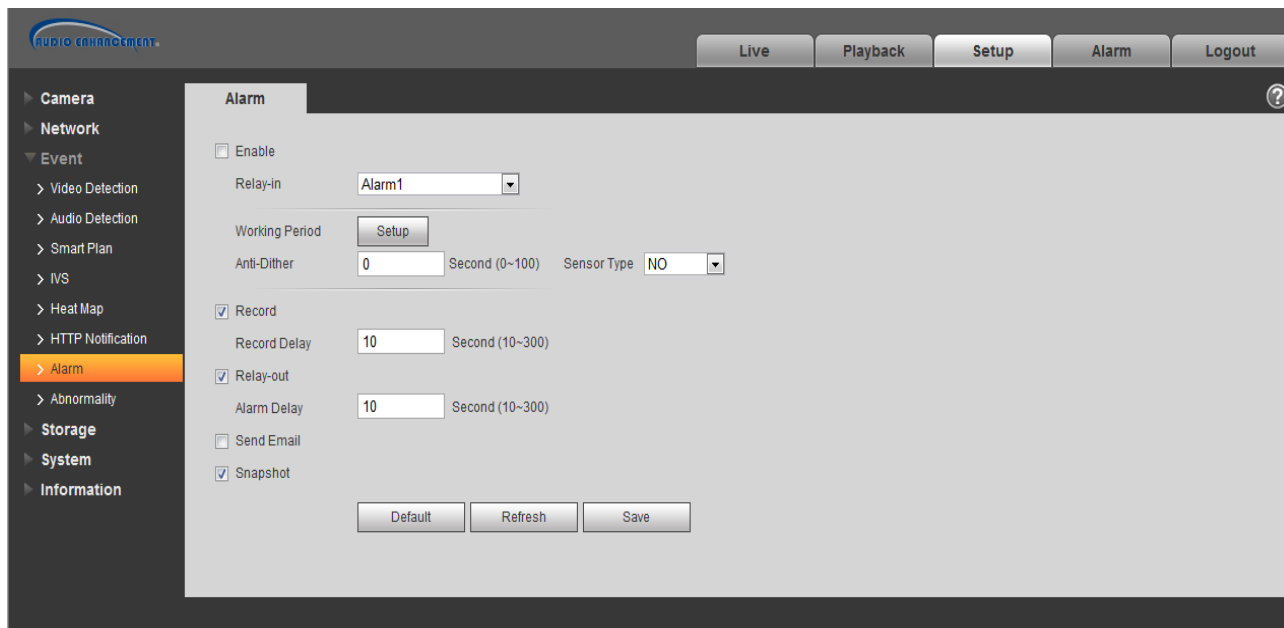 AUDIO ENHANCEMENT.
Live Playback Setup Alarm Logout
Camera
Network
Event
Video Detection
Audio Detection
Smart Plan
IVS
Heat Map
HTTP Notification
Alarm
Abnormality
Storage
System
Information
Alarm
?
Enable
Relay-in Alarm1
Working Period Setup
Anti-Dither 0 Second (0~100) Sensor Type NO
Record
Record Delay 10 Second (10~300)
Relay-out
Alarm Delay 10 Second (10~300)
Send Email
Snapshot
Default Refresh Save